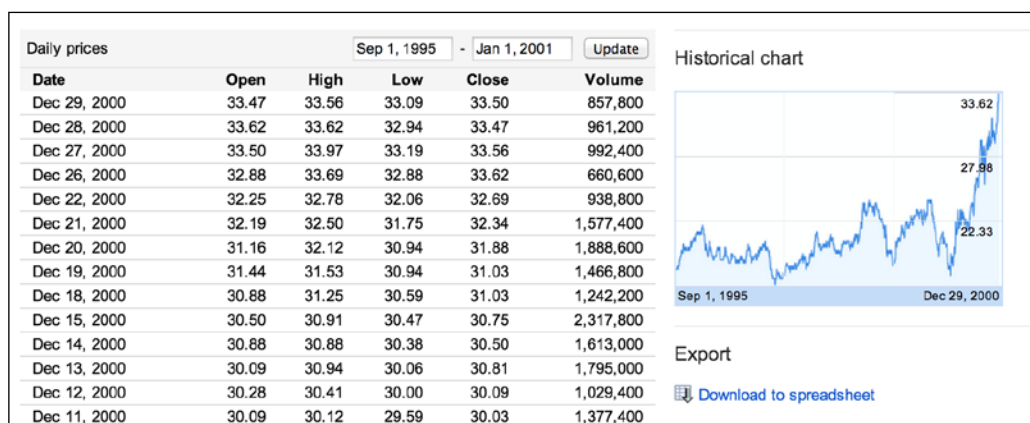 Daily prices Sep 1, 1995 - Jan 1, 2001 Update
Date Open High Low Close Volume
Dec 29, 2000 33.47 33.56 33.09 33.50 857,800
Dec 28, 2000 33.62 33.62 32.94 33.47 961,200
Dec 27, 2000 33.50 33.97 33.19 33.56 992,400
Dec 26, 2000 32.88 33.69 32.88 33.62 660,600
Dec 22, 2000 32.25 32.78 32.06 32.69 938,800
Dec 21, 2000 32.19 32.50 31.75 32.34 1,577,400
Dec 20, 2000 31.16 32.12 30.94 31.88 1,888,600
Dec 19, 2000 31.44 31.53 30.94 31.03 1,466,800
Dec 18, 2000 30.88 31.25 30.59 31.03 1,242,200
Dec 15, 2000 30.50 30.91 30.47 30.75 2,317,800
Dec 14, 2000 30.88 30.88 30.38 30.50 1,613,000
Dec 13, 2000 30.09 30.94 30.06 30.81 1,795,000
Dec 12, 2000 30.28 30.41 30.00 30.09 1,029,400
Dec 11, 2000 30.09 30.12 29.59 30.03 1,377,400
Historical chart
33.62
27.98
22.33
Sep 1, 1995 Dec 29, 2000
Export
Download to spreadsheet